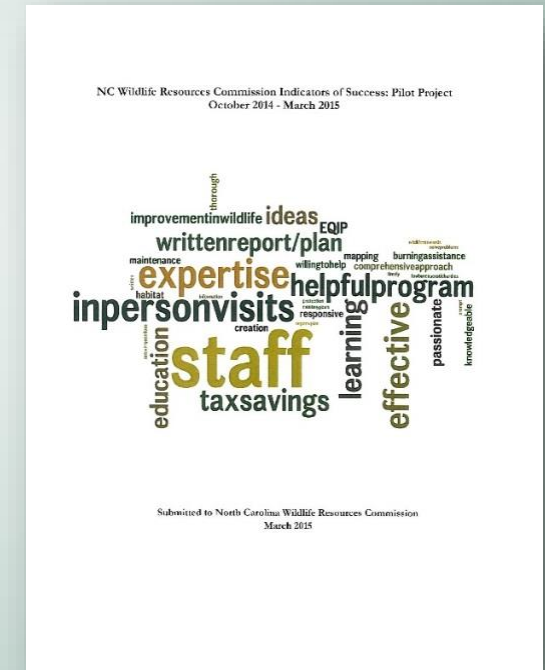 NC Wildlife Resources Commission Indicators of Success: Pilot Project
October 2014 - March 2015
thorough
improvementinwildlife ideas EQIP
writtenreport/plan
mapping burningassistance
maintenance
willingtohelp comprehensiveapproach
expertise helpfulprogram
habitat
inpersonvisits responsive
creation
staff
education
taxsavings
learning
effective
passionate
knowledgeable
Submitted to North Carolina Wildlife Resources Commission
March 2015